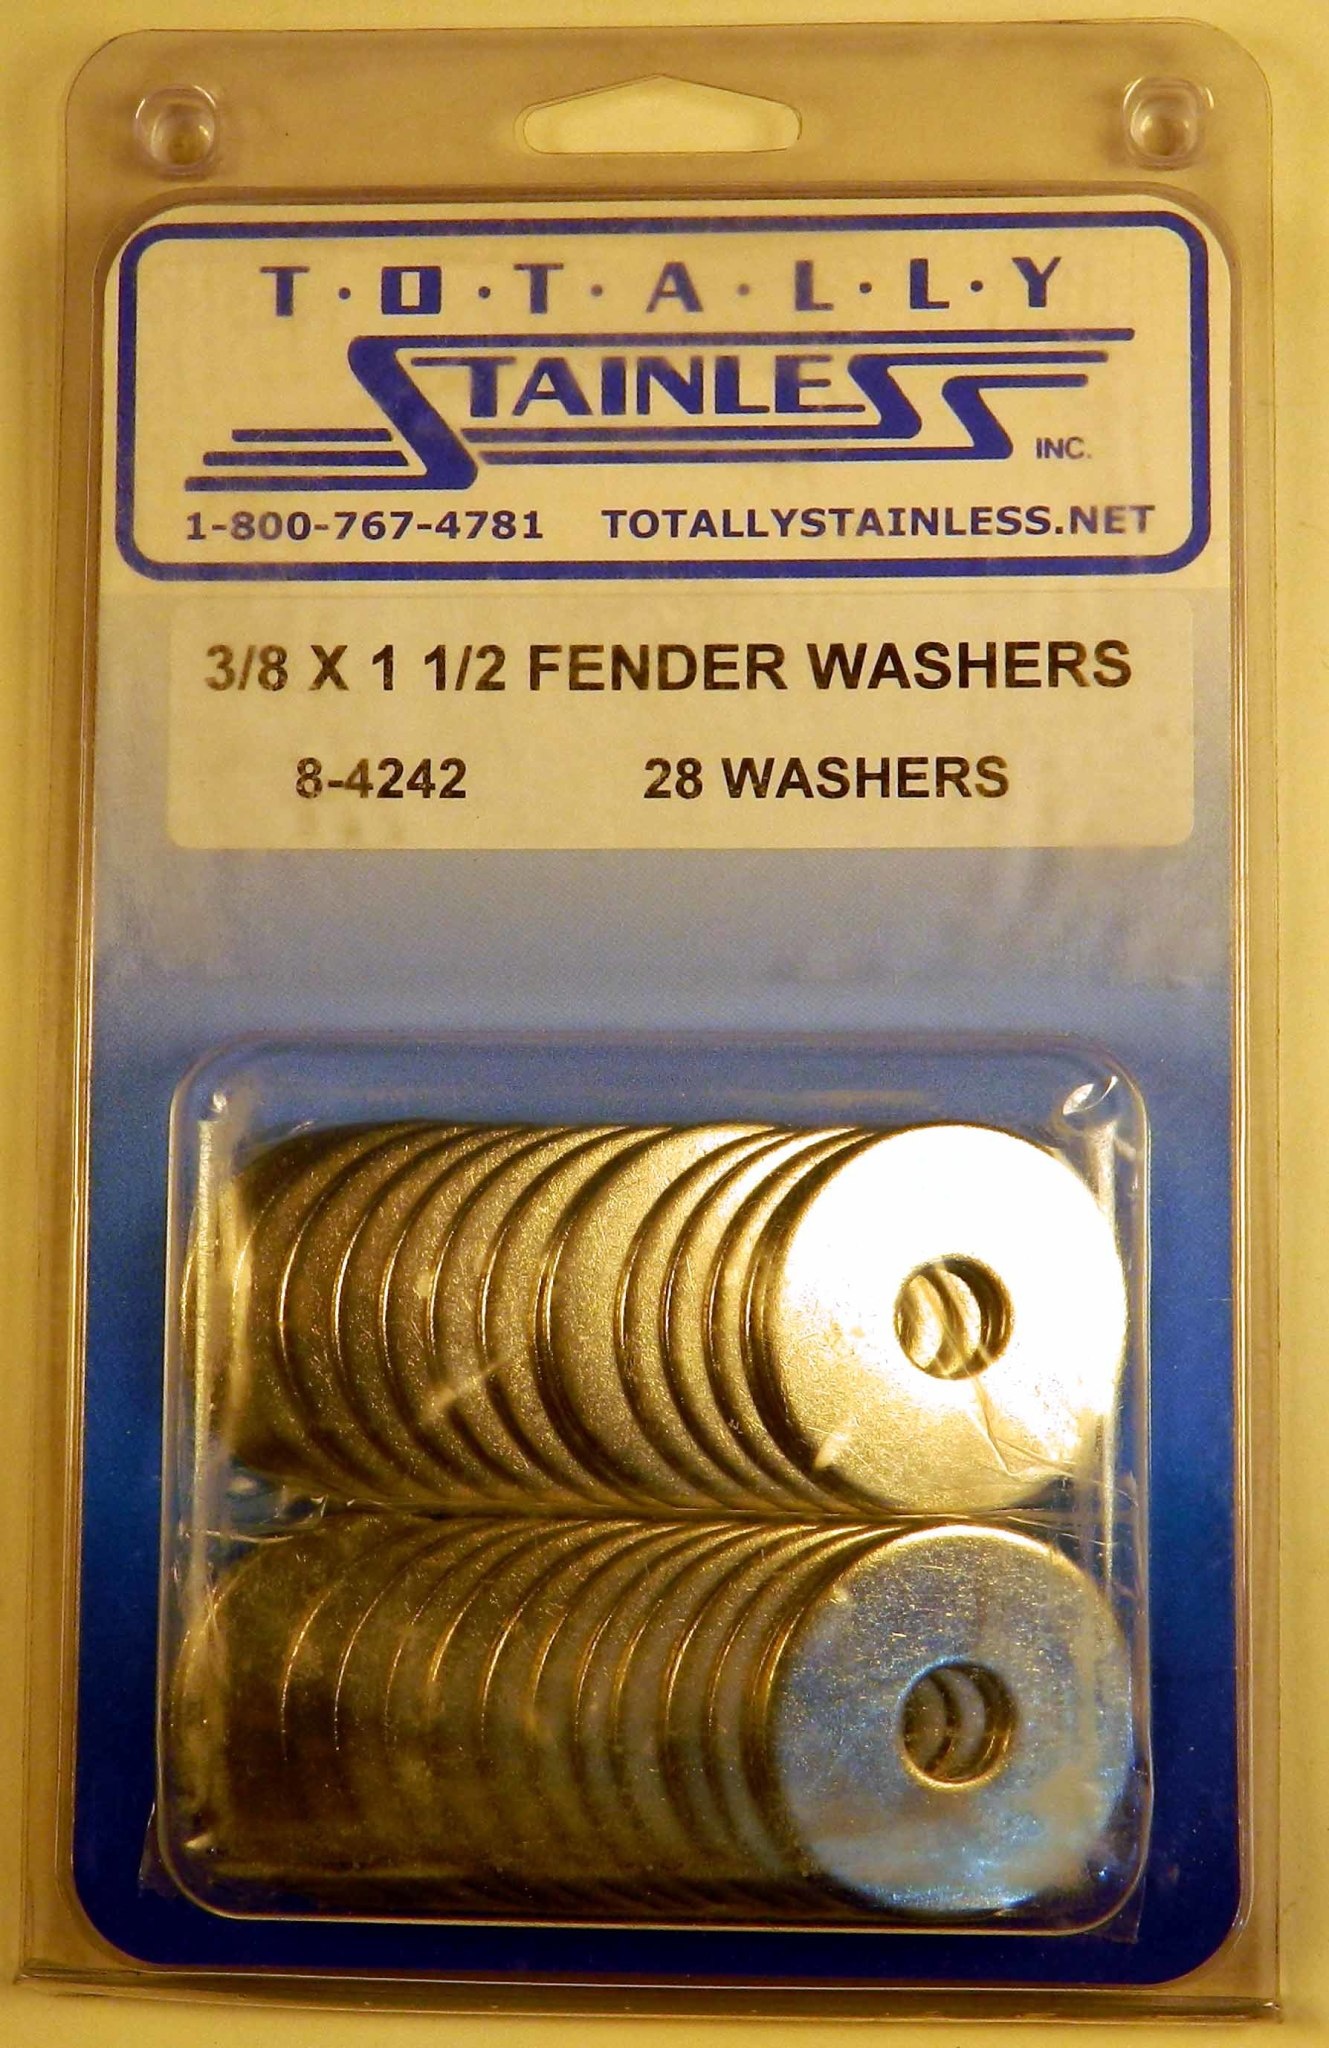 T·O·T·A·L·L·Y
STAINLESS INC.
1-800-767-4781 TOTALLYSTAINLESS.NET
3/8 X 1 1/2 FENDER WASHERS
8-4242 28 WASHERS